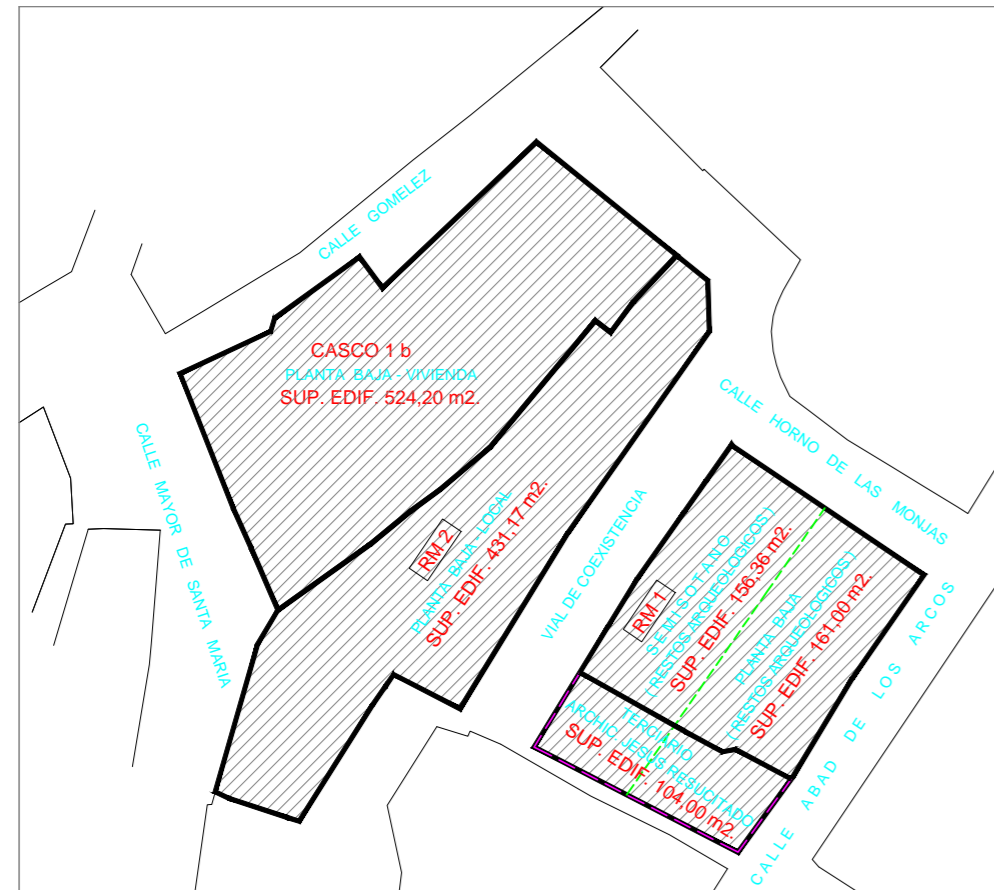 CALLE GOMELEZ
CASCO 1 b
PLANTA BAJA - VIVIENDA
SUP. EDIF. 524,20 m2.
CALLE MAYOR DE SANTA MARIA
RM 2
PLANTA BAJA - LOCAL
SUP. EDIF. 431.17 m2.
VIAL DE COEXISTENCIA
CALLE HORNO DE LAS MONJAS
RM 1
SEMISOTANO
( RESTOS ARQUEOLOGICOS )
SUP. EDIF. 156,36 m2.
PLANTA BAJA
( RESTOS ARQUEOLOGICOS )
SUP. EDIF. 161,00 m2.
TERCIARIO
ARCHIC. JESUS RESUCITADO
SUP. EDIF. 104,00 m2.
CALLE ABAD DE LOS ARCOS